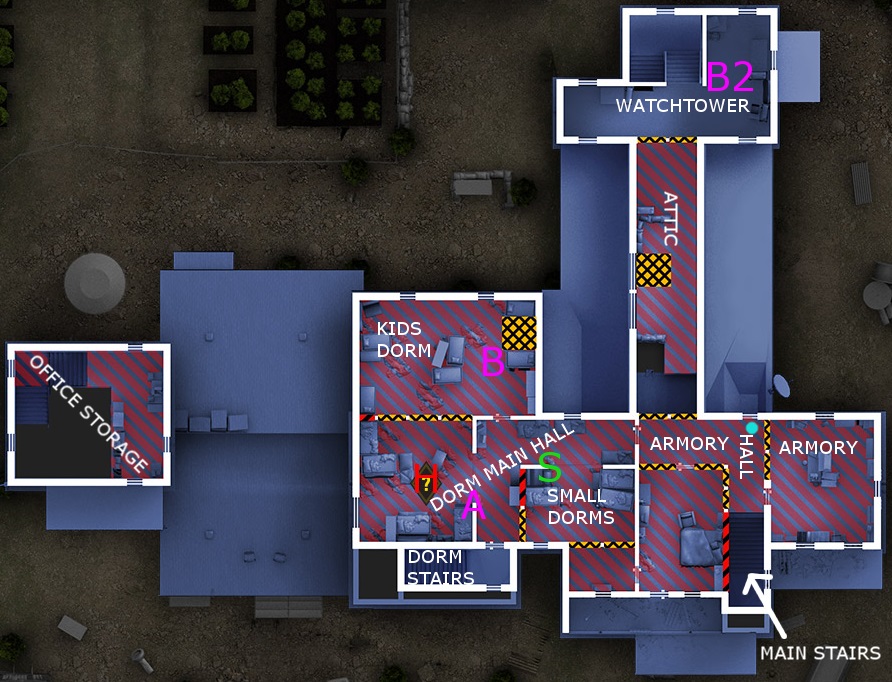 B2
WATCHTOWER
ATTIC
KIDS
DORM
B
OFFICE STORAGE
DORM MAIN HALL
H
?
S
A
SMALL
DORMS
ARMORY
HALL
ARMORY
DORM
STAIRS
MAIN STAIRS